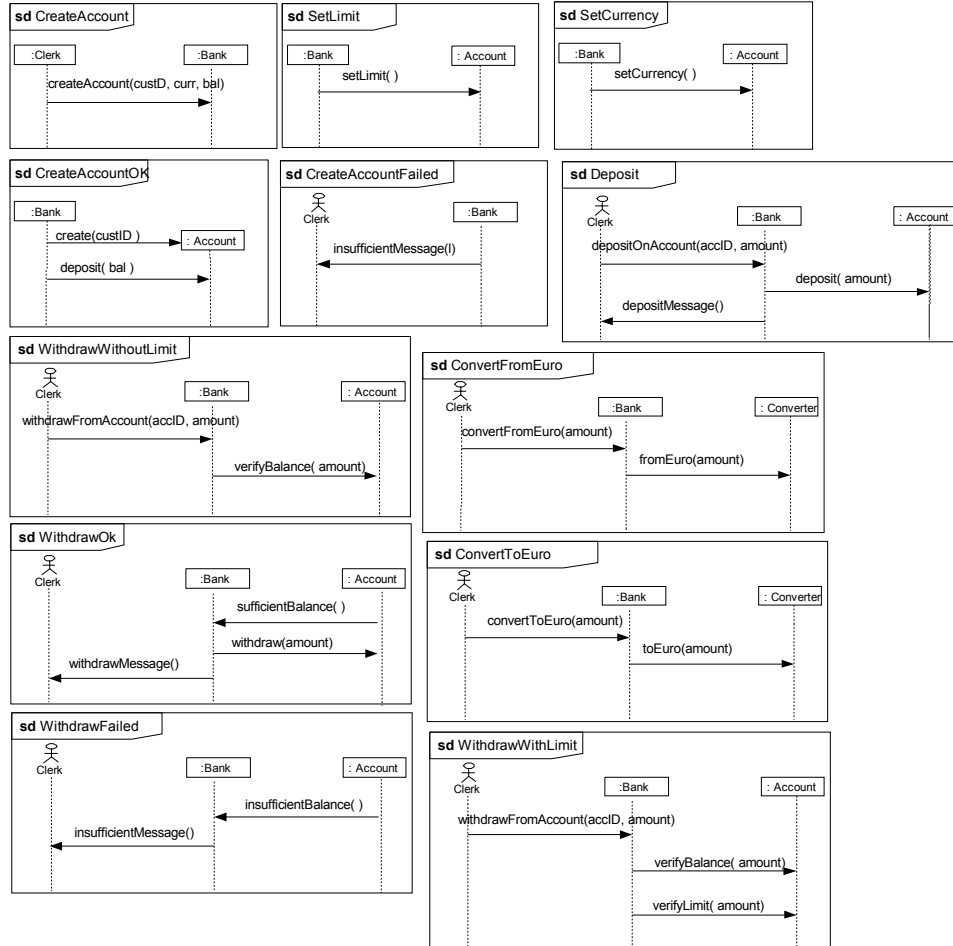 sd CreateAccount
:Clerk
:Bank
createAccount(custD, curr, bal)
sd SetLimit
:Bank
: Account
setLimit( )
sd SetCurrency
:Bank
: Account
setCurrency( )
sd CreateAccountOK
:Bank
create(custID )
: Account
deposit( bal )
sd CreateAccountFailed
Clerk
:Bank
insufficientMessage(l)
sd Deposit
Clerk
:Bank
: Account
depositOnAccount(accID, amount)
deposit( amount)
depositMessage()
sd WithdrawWithoutLimit
Clerk
:Bank
: Account
withdrawFromAccount(accID, amount)
verifyBalance( amount)
sd ConvertFromEuro
Clerk
:Bank
: Converter
convertFromEuro(amount)
fromEuro(amount)
sd WithdrawOk
Clerk
:Bank
: Account
sufficientBalance( )
withdraw(amount)
withdrawMessage()
sd ConvertToEuro
Clerk
:Bank
: Converter
convertToEuro(amount)
toEuro(amount)
sd WithdrawFailed
Clerk
:Bank
: Account
insufficientBalance( )
insufficientMessage()
sd WithdrawWithLimit
Clerk
:Bank
: Account
withdrawFromAccount(accID, amount)
verifyBalance( amount)
verifyLimit( amount)